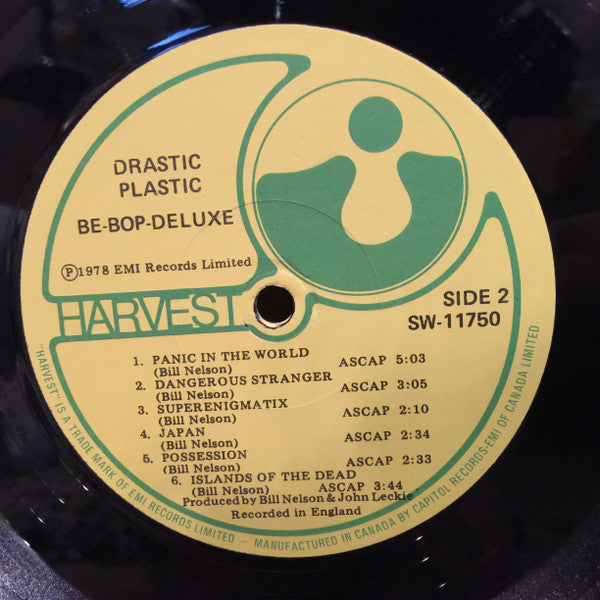 DRASTIC
PLASTIC
BE-BOP-DELUXE
Ⓟ1978 EMI Records Limited
HARVEST
SIDE 2
SW-11750
1. PANIC IN THE WORLD
(Bill Nelson) ASCAP 5:03
2. DANGEROUS STRANGER
(Bill Nelson) ASCAP 3:05
3. SUPERENIGMATIX
(Bill Nelson) ASCAP 2:10
4. JAPAN
(Bill Nelson) ASCAP 2:34
5. POSSESSION
(Bill Nelson) ASCAP 2:33
6. ISLANDS OF THE DEAD
(Bill Nelson) ASCAP 3:44
Produced by Bill Nelson & John Leckie
Recorded in England
"HARVEST" IS A TRADE MARK OF EMI RECORDS LIMITED – MANUFACTURED IN CANADA BY CAPITOL RECORDS-EMI OF CANADA LIMITED.